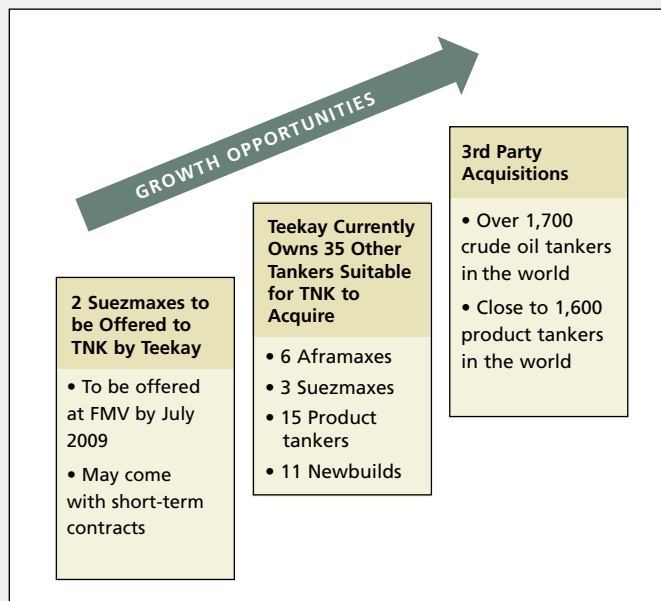 GROWTH OPPORTUNITIES
2 Suezmaxes to
be Offered to
TNK by Teekay
• To be offered
at FMV by July
2009
• May come
with short-term
contracts
Teekay Currently
Owns 35 Other
Tankers Suitable
for TNK to
Acquire
• 6 Aframaxes
• 3 Suezmaxes
• 15 Product
tankers
• 11 Newbuilds
3rd Party
Acquisitions
• Over 1,700
crude oil tankers
in the world
• Close to 1,600
product tankers
in the world